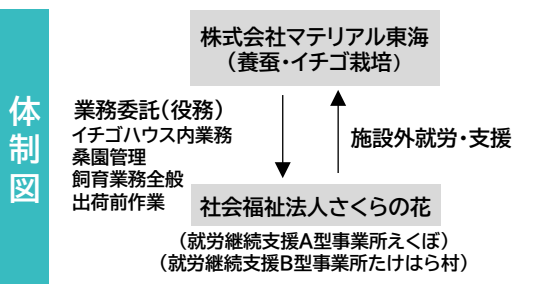 体制図
株式会社マテリアル東海
（養蚕・イチゴ栽培）
業務委託（役務）
イチゴハウス内業務
桑園管理
飼育業務全般
出荷前作業
施設外就労・支援
社会福祉法人さくらの花
（就労継続支援A型事業所えくぼ）
（就労継続支援B型事業所たけはら村）